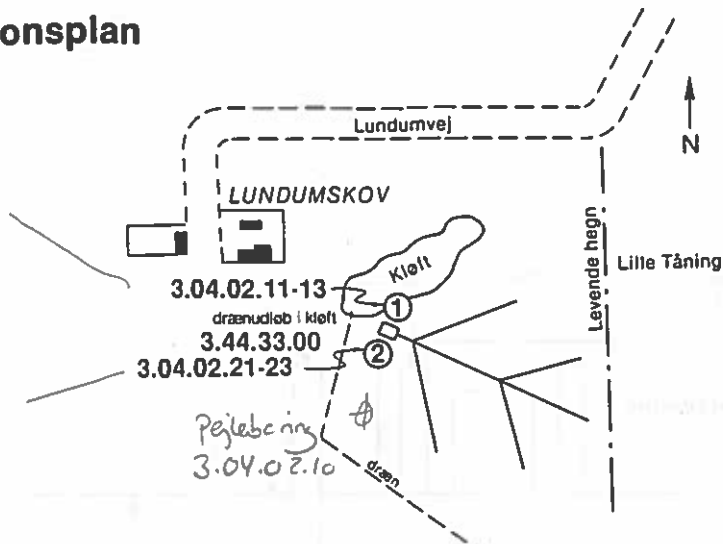 onsplan
Lundumvej
N
LUNDUMSKOV
Kløft
Levende hegn
Lille Tåning
3.04.02.11-13
1
drænudløb i kløft
3.44.33.00
3.04.02.21-23
2
Pejleboring
3.04.02.10
dræn